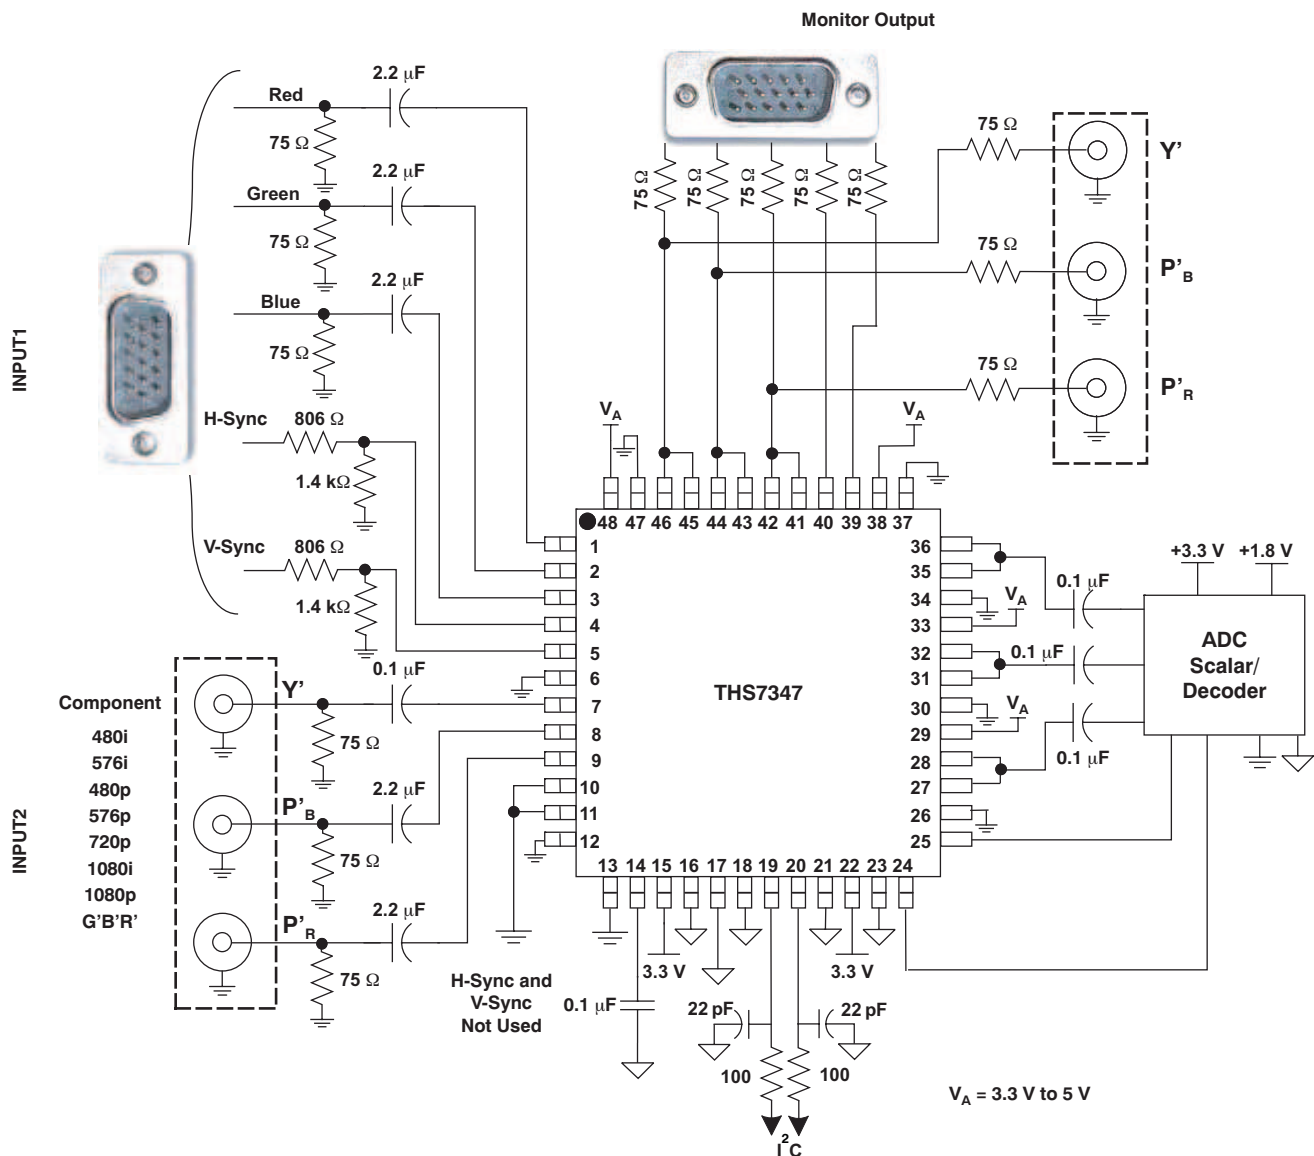 Monitor Output
INPUT1
Red
2.2 μF
75 Ω
Green
2.2 μF
75 Ω
Blue
2.2 μF
75 Ω
H-Sync
806 Ω
1.4 kΩ
V-Sync
806 Ω
1.4 kΩ
75 Ω
75 Ω
75 Ω
75 Ω
75 Ω
75 Ω
Y'
75 Ω
P'B
75 Ω
P'R
VA
VA
48 47 46 45 44 43 42 41 40 39 38 37
1
2
3
4
5
6
7
8
9
10
11
12
THS7347
36
35
34
33
32
31
30
29
28
27
26
25
13 14 15 16 17 18 19 20 21 22 23 24
+3.3 V
+1.8 V
0.1 μF
VA
0.1 μF
VA
0.1 μF
ADC
Scalar/
Decoder
INPUT2
Component
480i
576i
480p
576p
720p
1080i
1080p
G'B'R'
Y'
0.1 μF
75 Ω
P'B
2.2 μF
75 Ω
P'R
2.2 μF
75 Ω
H-Sync and
V-Sync
Not Used
0.1 μF
3.3 V
3.3 V
22 pF
22 pF
100
100
I2C
VA = 3.3 V to 5 V